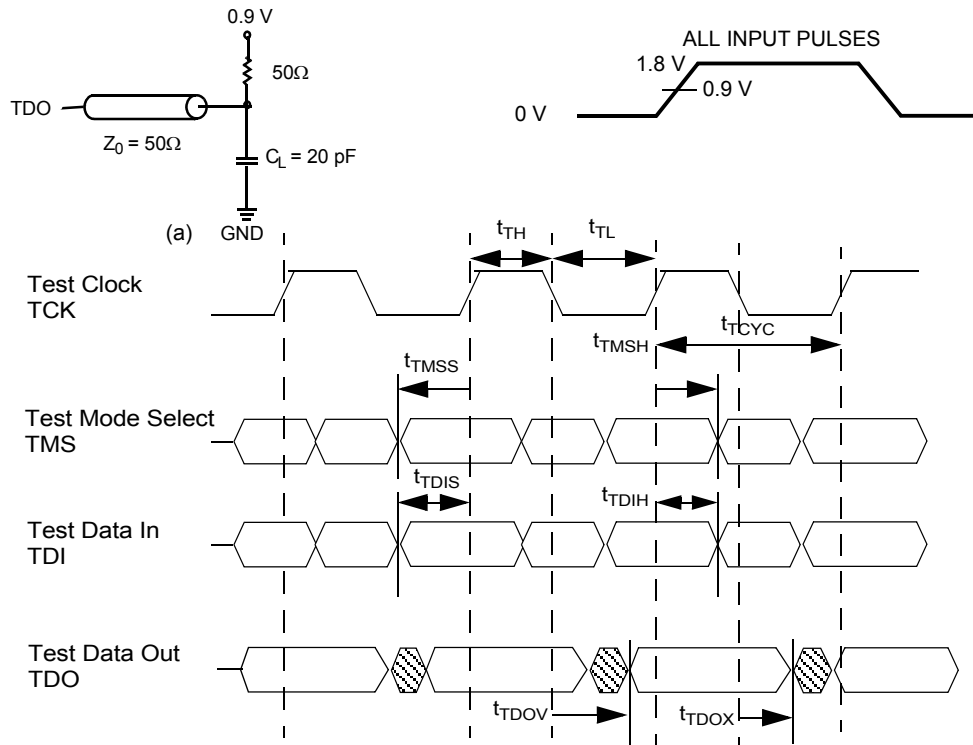 0.9 V
50Ω
TDO
Z0 = 50Ω
CL = 20 pF
(a) GND
ALL INPUT PULSES
1.8 V
0.9 V
0 V
tTH
tTL
Test Clock
TCK
tTCYC
tTMSH
tTMSS
Test Mode Select
TMS
tTDIS
tTDIH
Test Data In
TDI
Test Data Out
TDO
tTDOV
tTDOX